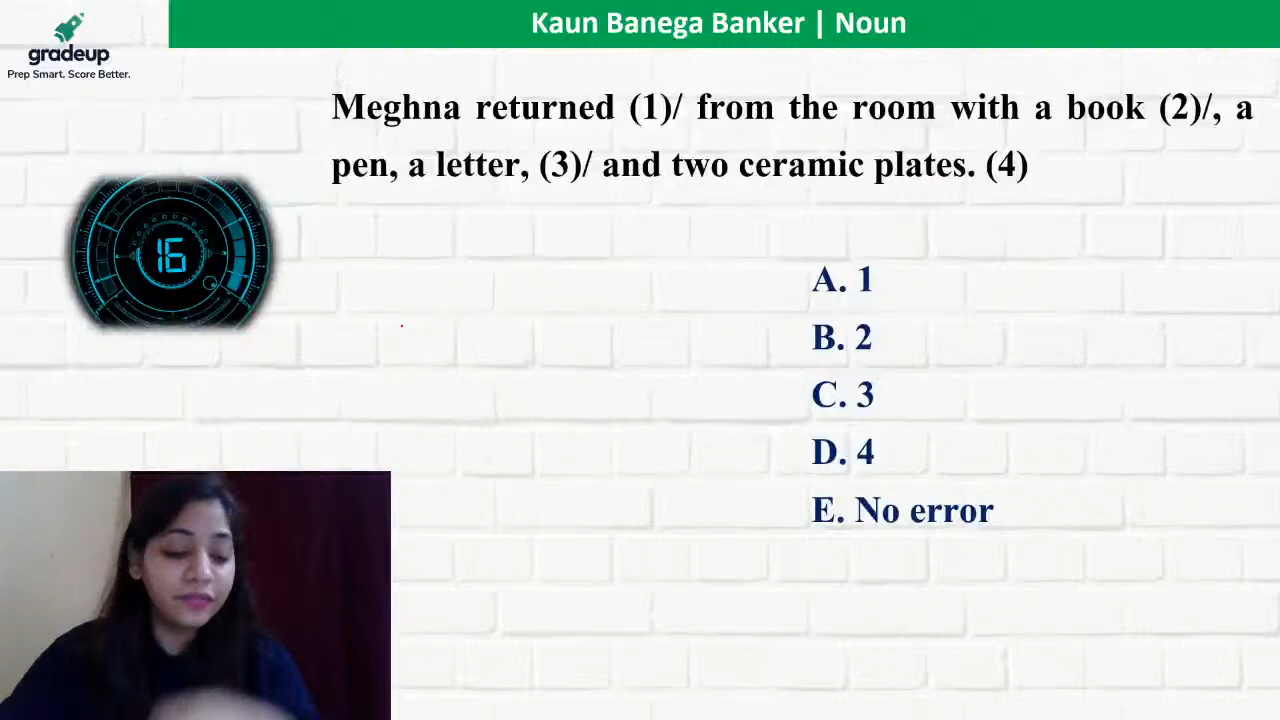 Kaun Banega Banker | Noun
gradeup
Prep Smart. Score Better.
Meghna returned (1)/ from the room with a book (2)/, a
pen, a letter, (3)/ and two ceramic plates. (4)
16
A. 1
B. 2
C. 3
D. 4
E. No error